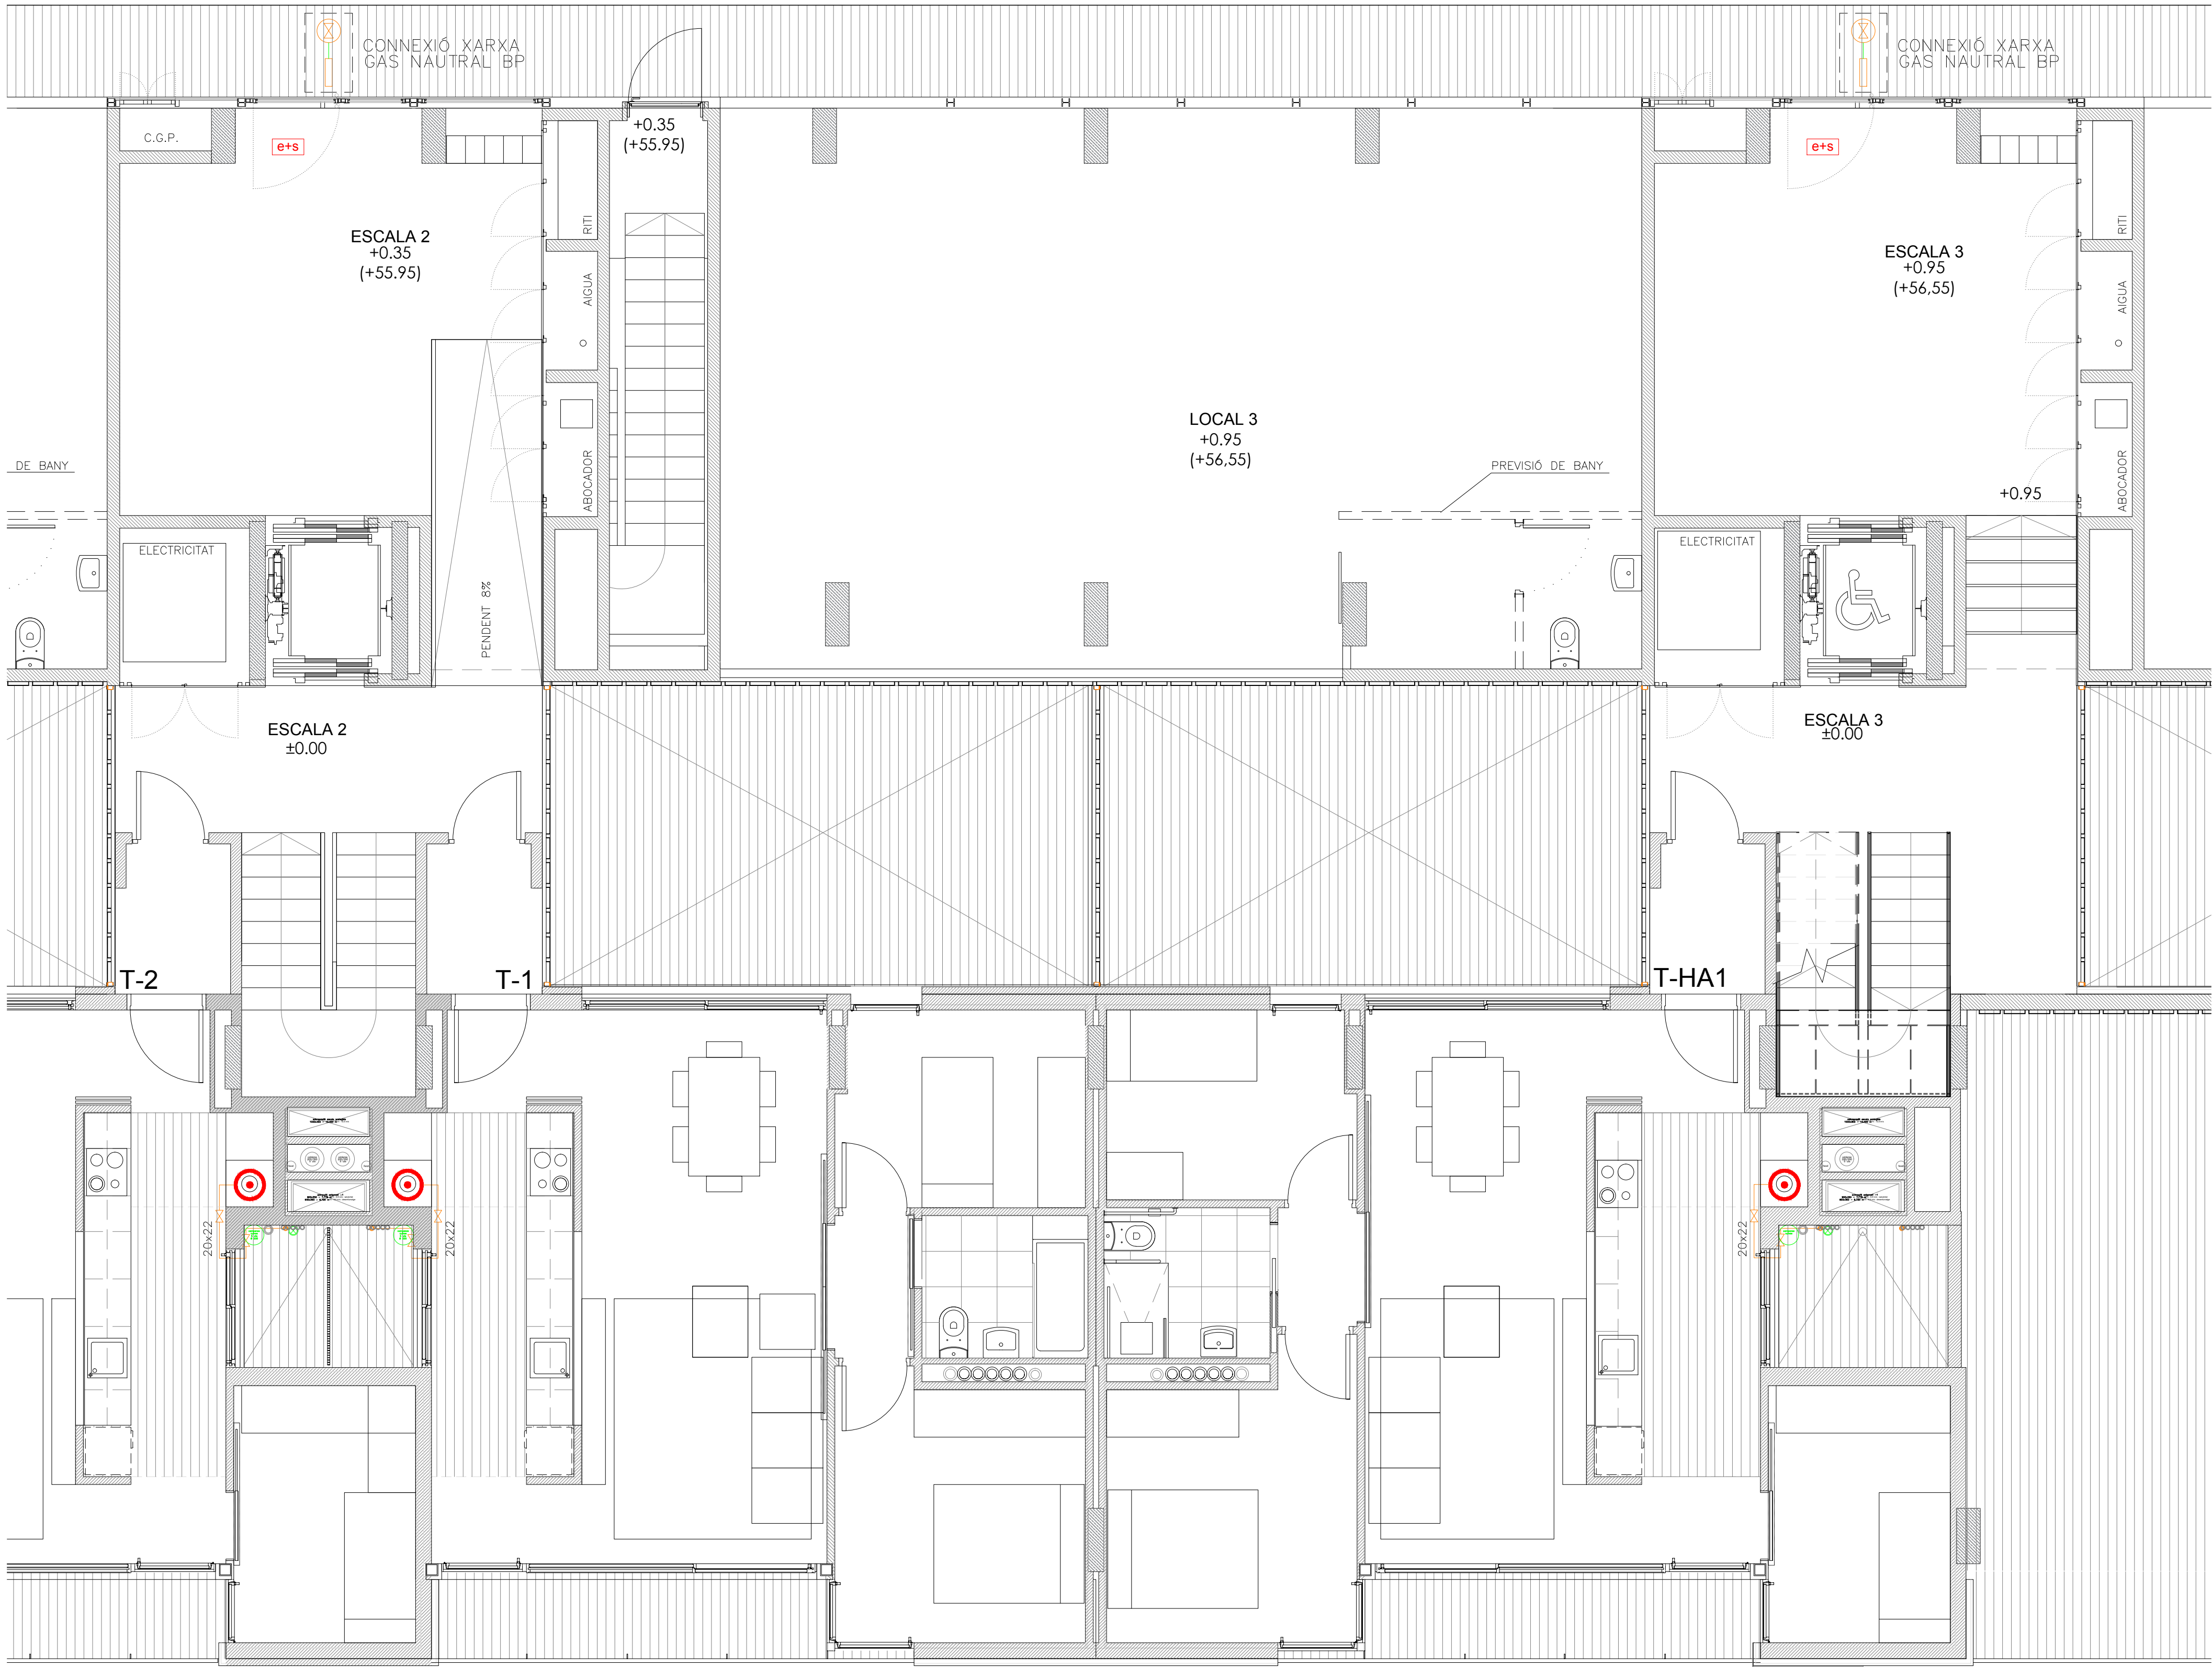 CONNEXIÓ XARXA
GAS NAUTRAL BP
CONNEXIÓ XARXA
GAS NAUTRAL BP
C.G.P.
e+s
+0.35
(+55.95)
e+s
RITI
RITI
ESCALA 2
+0.35
(+55.95)
ESCALA 3
+0.95
(+56,55)
AIGUA
AIGUA
LOCAL 3
+0.95
(+56,55)
DE BANY
ABOCADOR
PREVISIÓ DE BANY
+0.95
ABOCADOR
ELECTRICITAT
ELECTRICITAT
PENDENT 8%
ESCALA 2
±0.00
ESCALA 3
±0.00
T-2
T-1
T-HA1
20x22
20x22
20x22